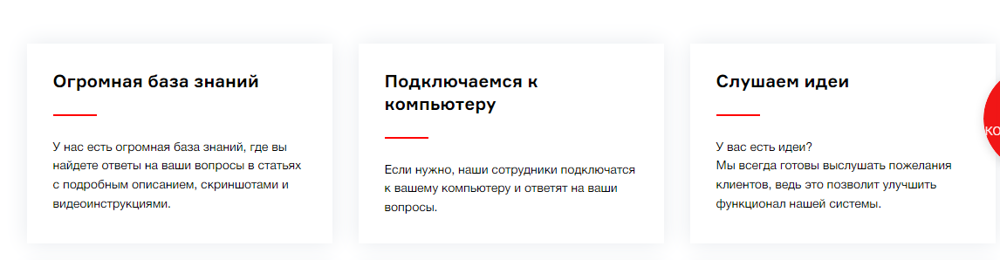 Огромная база знаний
У нас есть огромная база знаний, где вы
найдете ответы на ваши вопросы в статьях
с подробным описанием, скриншотами и
видеоинструкциями.
Подключаемся к
компьютеру
Если нужно, наши сотрудники подключатся
к вашему компьютеру и ответят на ваши
вопросы.
Слушаем идеи
У вас есть идеи?
Мы всегда готовы выслушать пожелания
клиентов, ведь это позволит улучшить
функционал нашей системы.